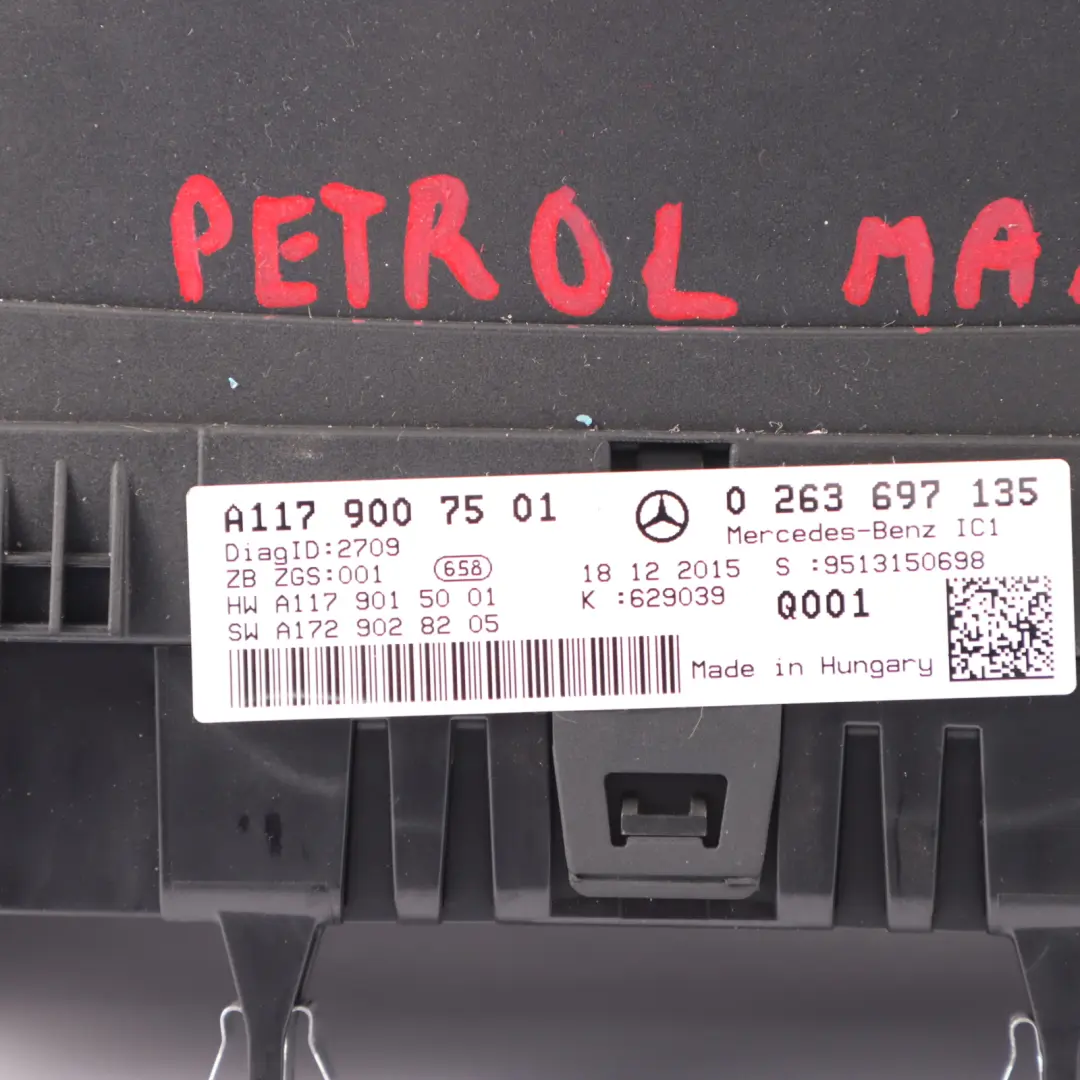 PETROL MA
A117 900 75 01
0 263 697 135
Mercedes-Benz IC1
DiagID:2709
ZB ZGS:001 658
18 12 2015 S :9513150698
HW A117 901 50 01
K :629039 Q001
SW A172 902 82 05
Made in Hungary